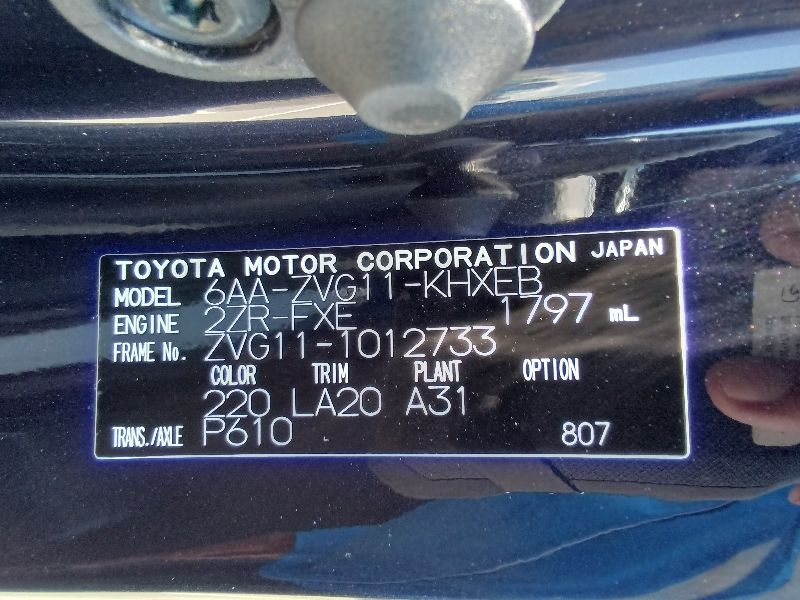 TOYOTA MOTOR CORPORATION JAPAN
MODEL 6AA-ZVG11-KHXEB
ENGINE 2ZR-FXE 1797 mL
FRAME No. ZVG11-1012733
COLOR TRIM PLANT OPTION
220 LA20 A31
TRANS./AXLE P610 807